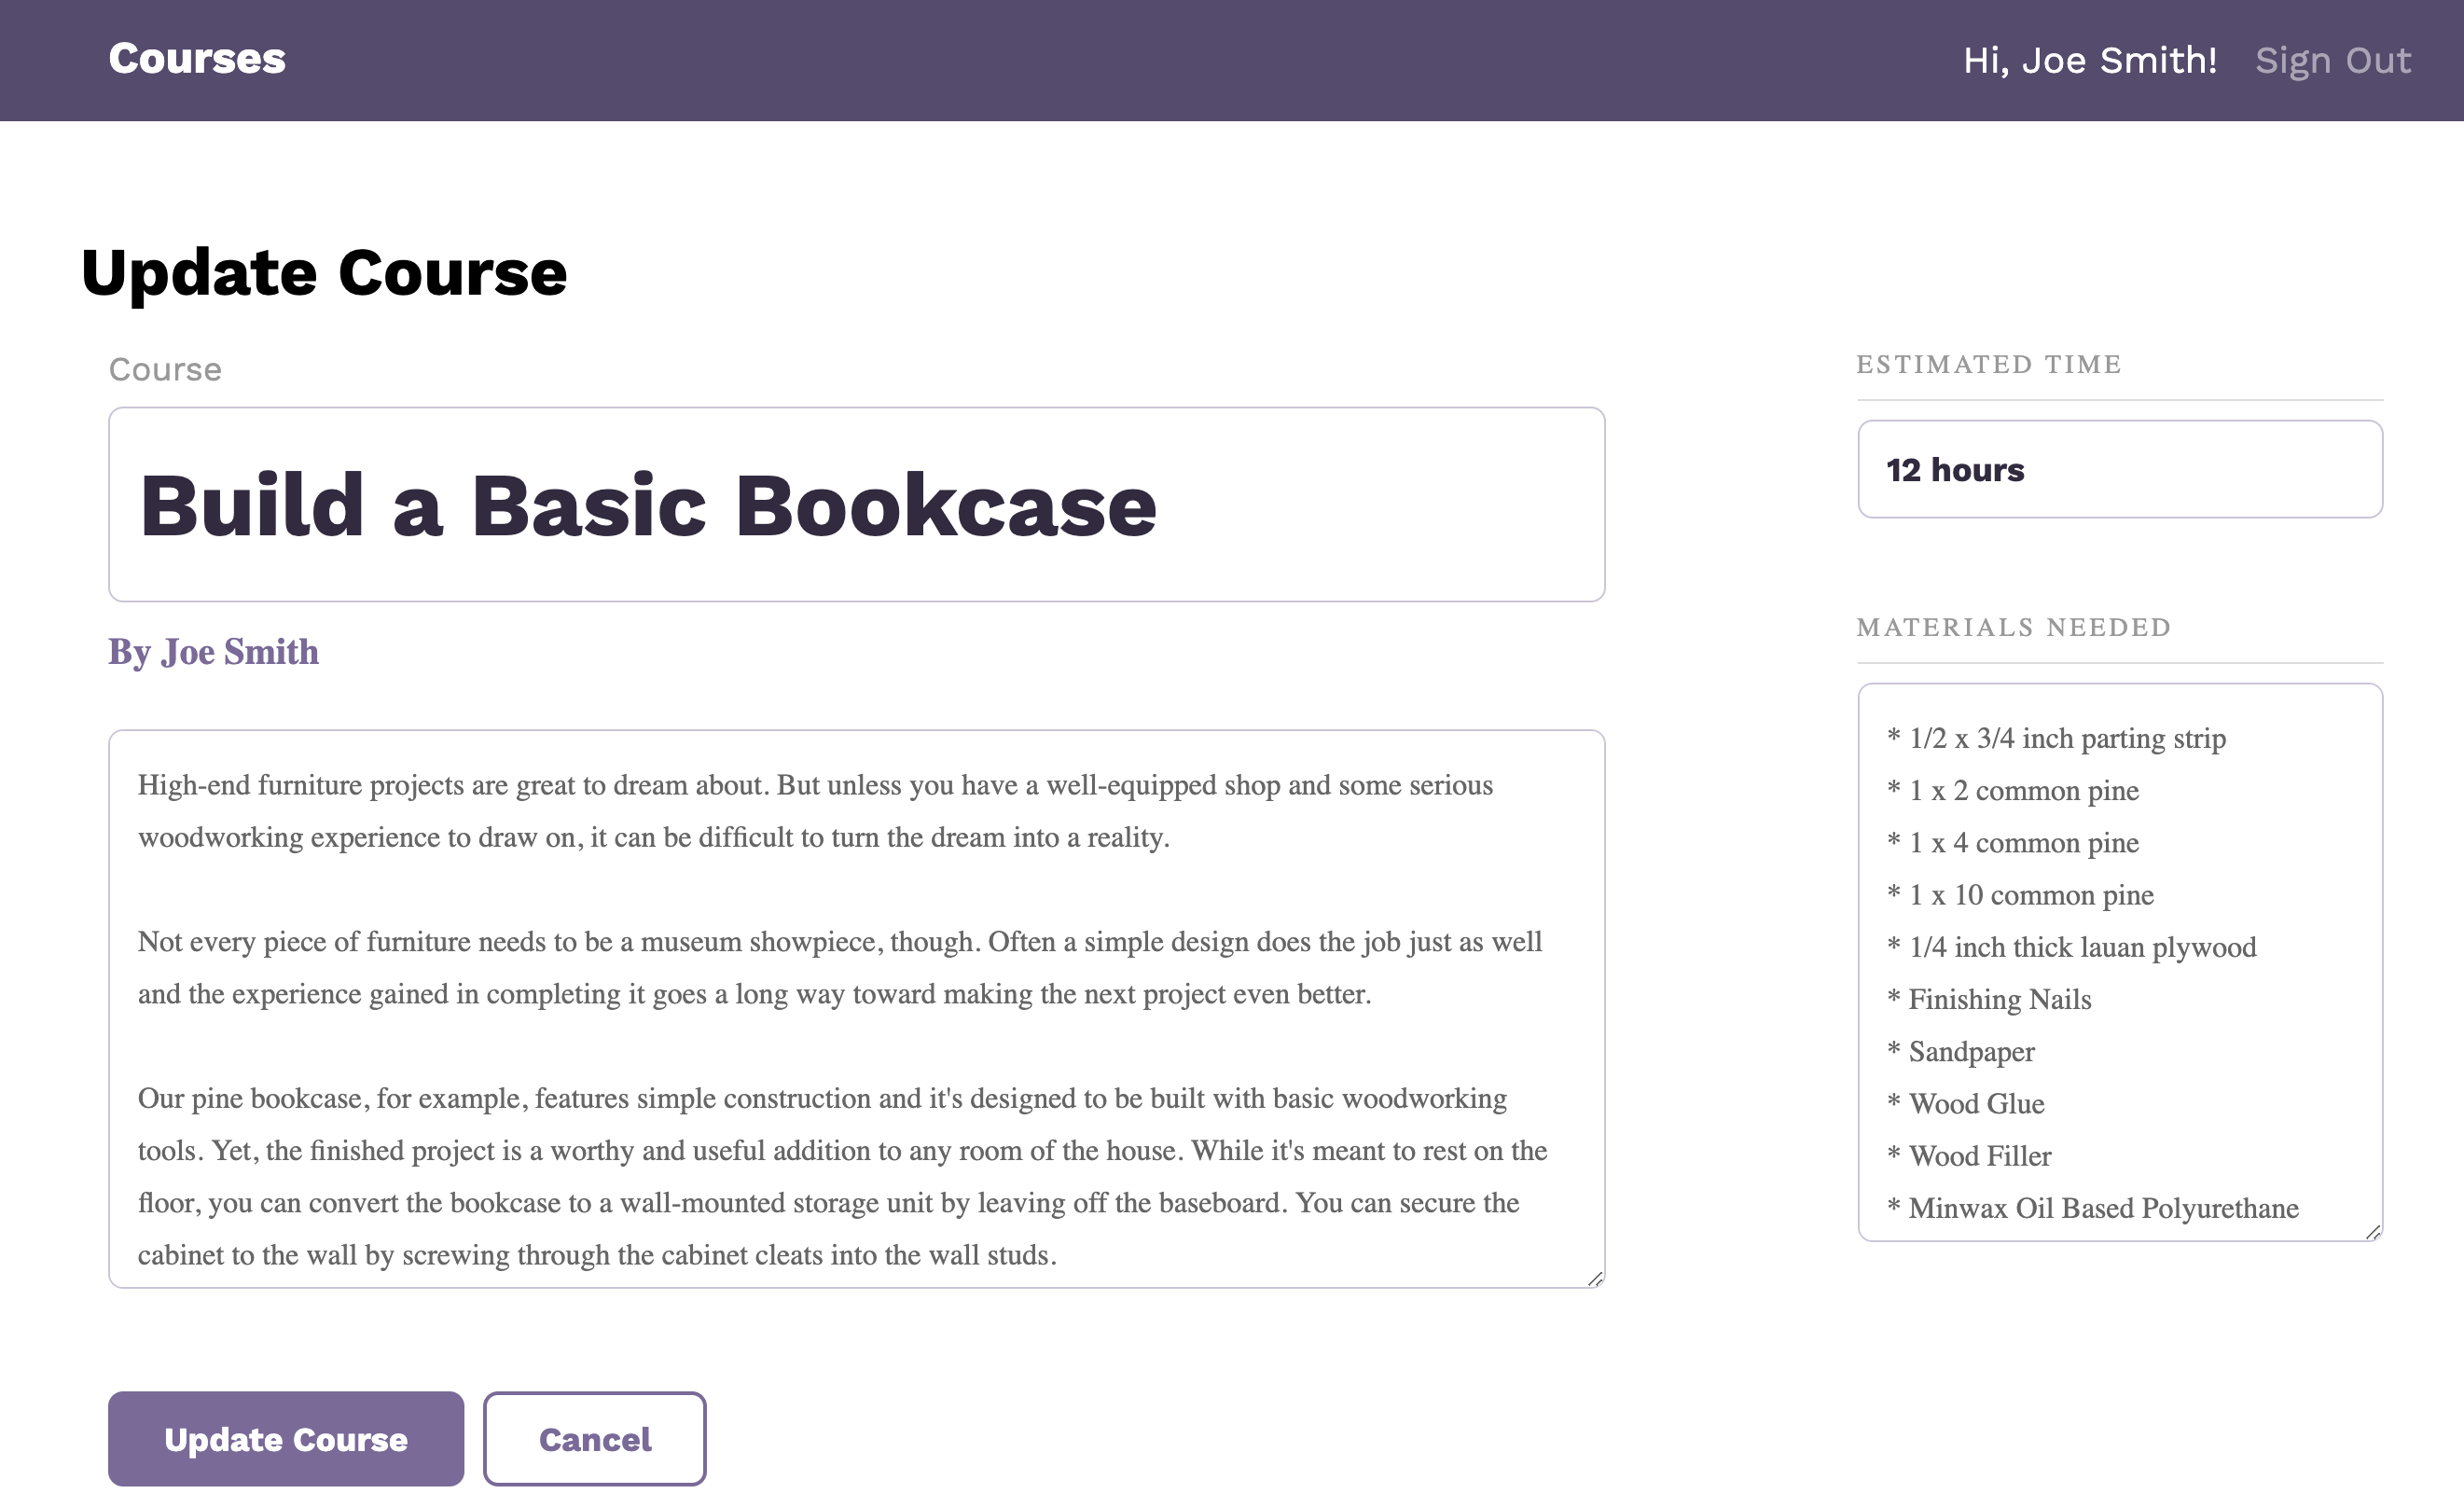 Courses
Hi, Joe Smith! Sign Out
Update Course
Course
Build a Basic Bookcase
By Joe Smith
High-end furniture projects are great to dream about. But unless you have a well-equipped shop and some serious
woodworking experience to draw on, it can be difficult to turn the dream into a reality.
Not every piece of furniture needs to be a museum showpiece, though. Often a simple design does the job just as well
and the experience gained in completing it goes a long way toward making the next project even better.
Our pine bookcase, for example, features simple construction and it's designed to be built with basic woodworking
tools. Yet, the finished project is a worthy and useful addition to any room of the house. While it's meant to rest on the
floor, you can convert the bookcase to a wall-mounted storage unit by leaving off the baseboard. You can secure the
cabinet to the wall by screwing through the cabinet cleats into the wall studs.
ESTIMATED TIME
12 hours
MATERIALS NEEDED
* 1/2 x 3/4 inch parting strip
* 1 x 2 common pine
* 1 x 4 common pine
* 1 x 10 common pine
* 1/4 inch thick lauan plywood
* Finishing Nails
* Sandpaper
* Wood Glue
* Wood Filler
* Minwax Oil Based Polyurethane
Update Course
Cancel